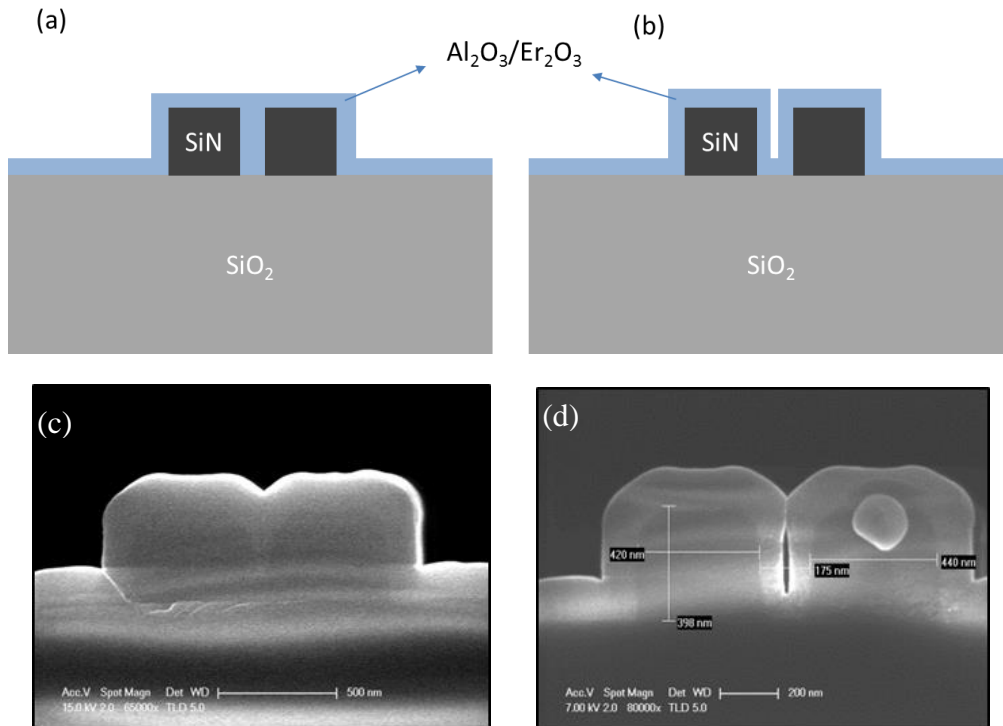 (a)
(b)
Al₂O₃/Er₂O₃
SiN
SiN
SiO₂
SiO₂
(c)
(d)
420 nm
175 nm
440 nm
398 nm
Acc.V Spot Magn Det WD 500 nm
15.0 kV 2.0 65000x TLD 5.0
Acc.V Spot Magn Det WD 200 nm
7.00 kV 2.0 80000x TLD 5.0